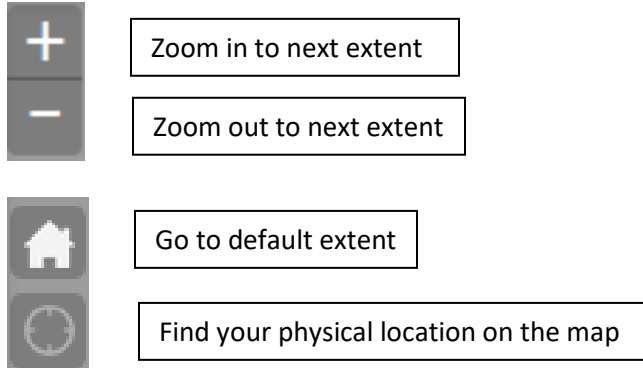 Zoom in to next extent
Zoom out to next extent
Go to default extent
Find your physical location on the map